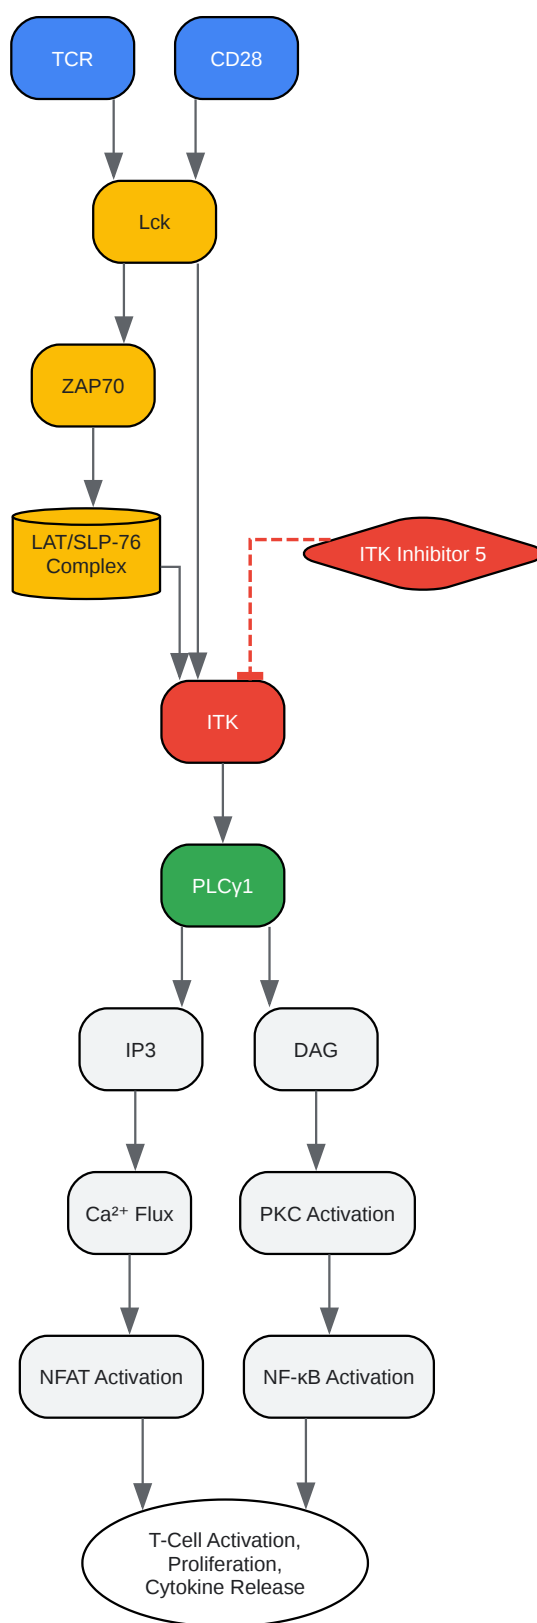 TCR
CD28
Lck
ZAP70
LAT/SLP-76
Complex
ITK Inhibitor 5
ITK
PLCγ1
IP3
DAG
Ca²⁺ Flux
PKC Activation
NFAT Activation
NF-κB Activation
T-Cell Activation,
Proliferation,
Cytokine Release